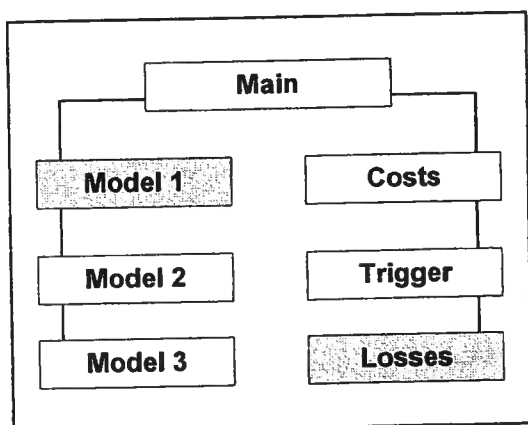 Main
Model 1
Costs
Model 2
Trigger
Model 3
Losses